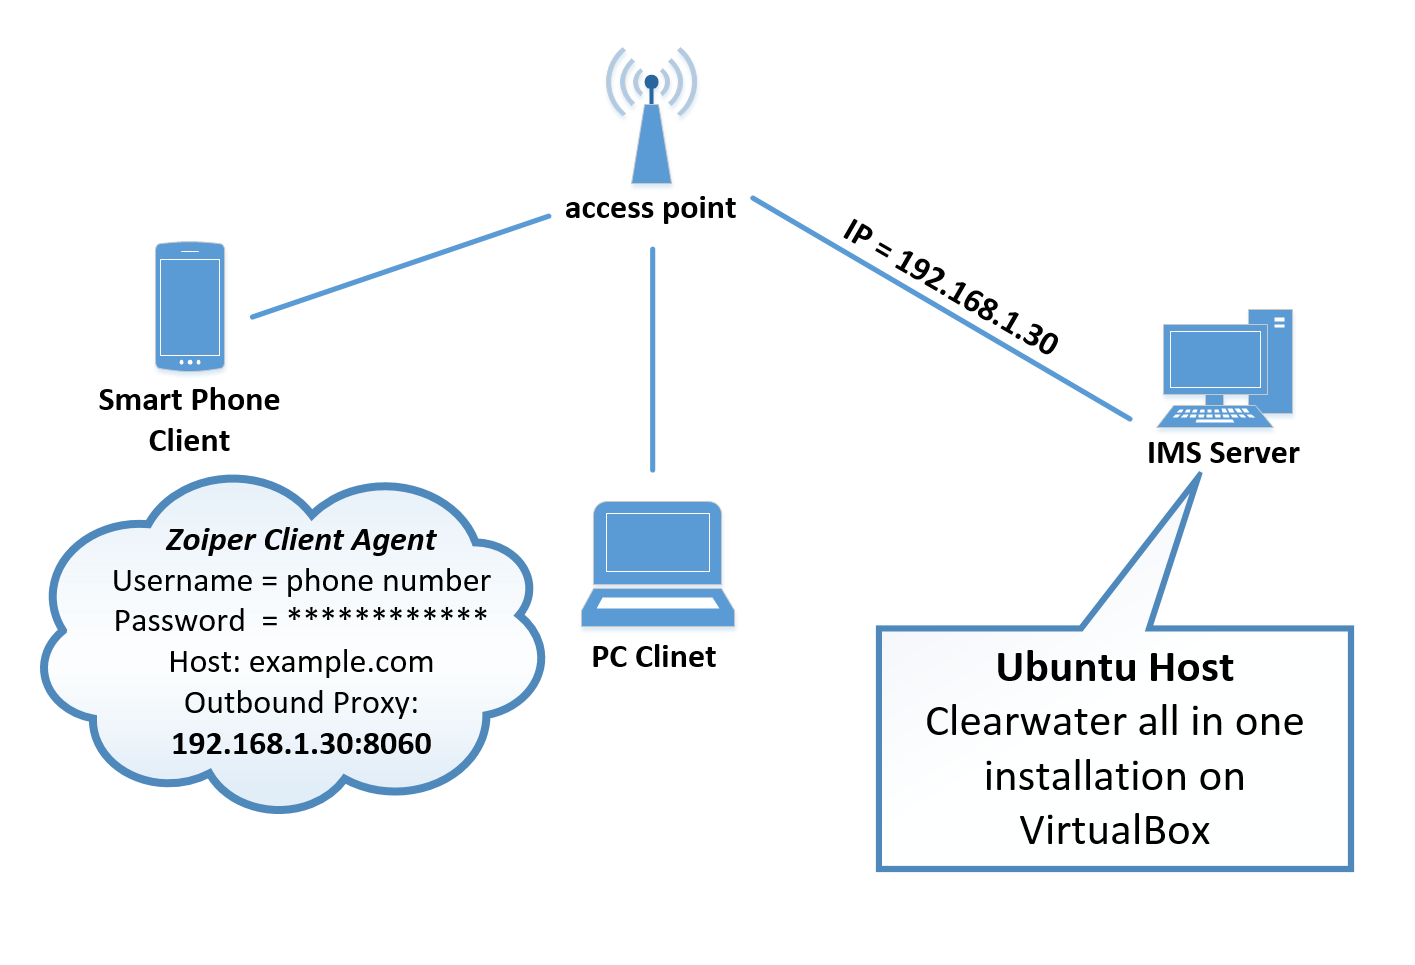 access point
IP = 192.168.1.30
Smart Phone
Client
IMS Server
Zoiper Client Agent
Username = phone number
Password  = ************
Host: example.com
Outbound Proxy:
192.168.1.30:8060
PC Clinet
Ubuntu Host
Clearwater all in one
installation on
VirtualBox